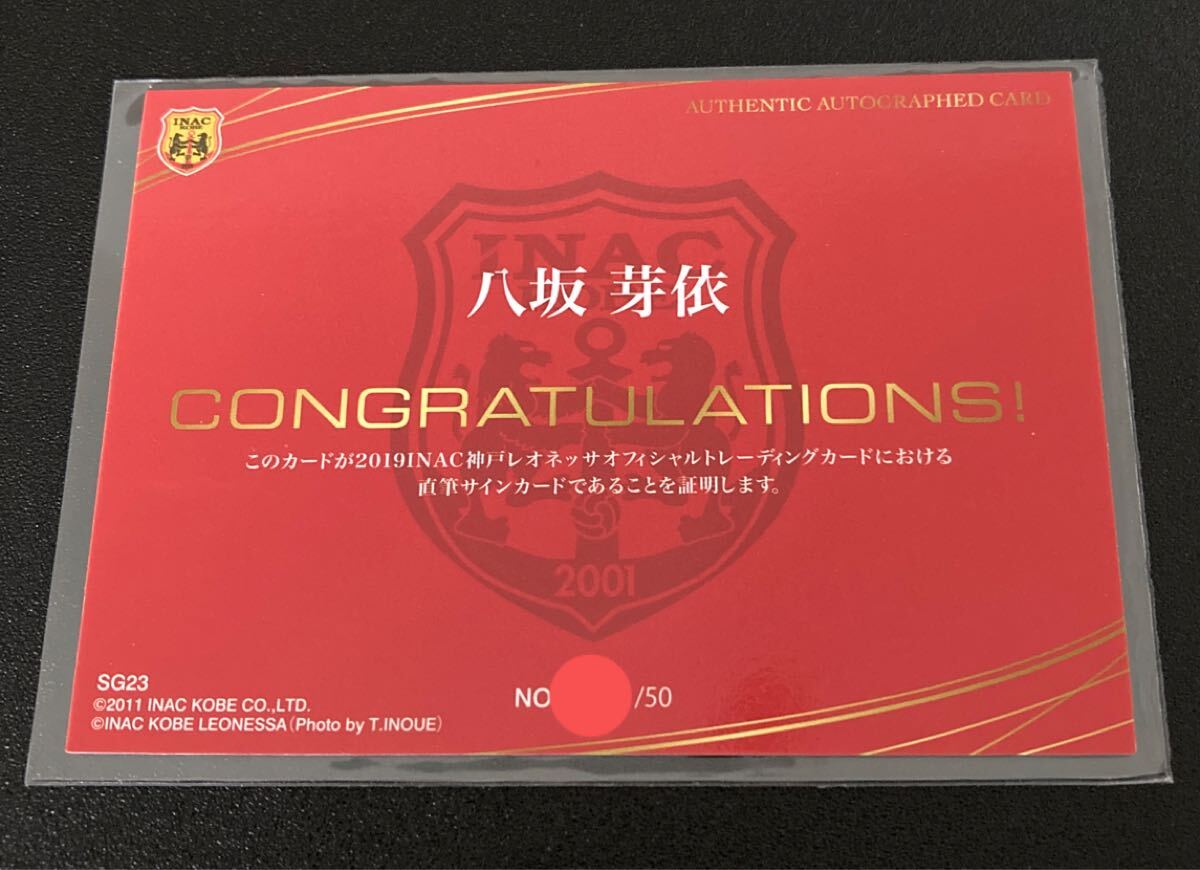 INAC
KOBE
AUTHENTIC AUTOGRAPHED CARD
INAC
KOBE
八坂 芽依
CONGRATULATIONS!
このカードが2019INAC神戸レオネッサオフィシャルトレーディングカードにおける
直筆サインカードであることを証明します。
2001
SG23
©2011 INAC KOBE CO.,LTD.
©INAC KOBE LEONESSA(Photo by T.INOUE)
NO /50